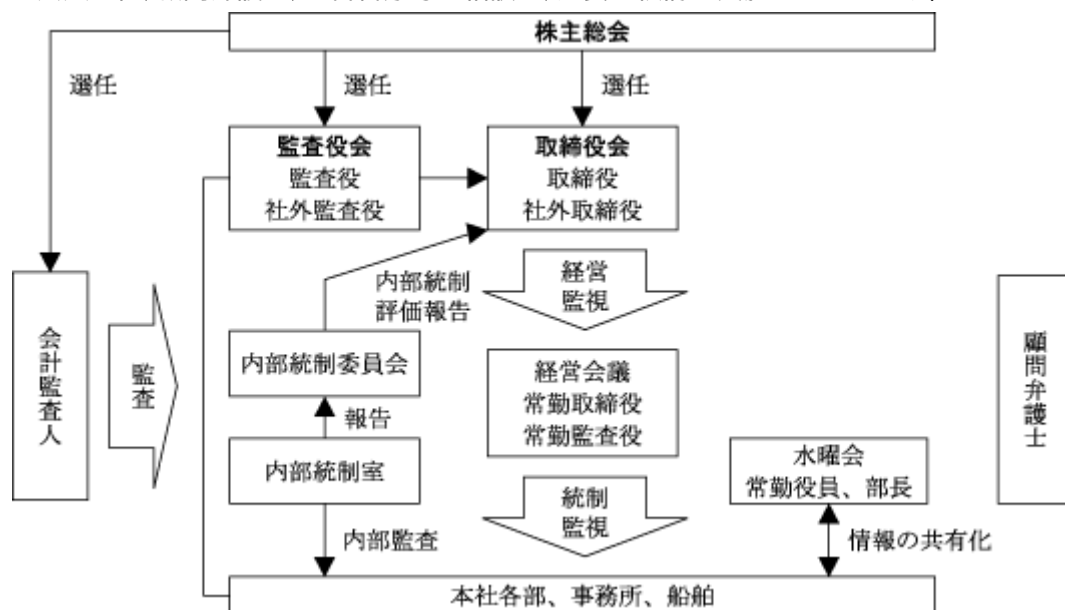 株主総会
選任
選任
選任
監査役会
監査役
社外監査役
取締役会
取締役
社外取締役
内部統制
評価報告
経営
監視
会計監査人
監査
内部統制委員会
経営会議
常勤取締役
常勤監査役
顧問弁護士
報告
内部統制室
水曜会
常勤役員、部長
統制
監視
内部監査
情報の共有化
本社各部、事務所、船舶